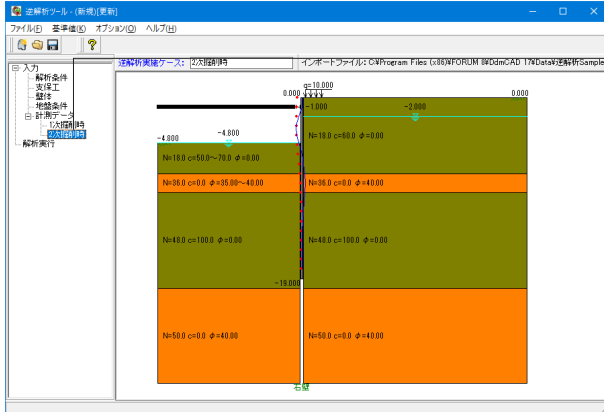 逆解析ツール - (新規)[更新]
ファイル(F) 基準値(K) オプション(O) ヘルプ(H)
入力
解析条件
支保工
壁体
地盤条件
計測データ
1次掘削時
2次掘削時
解析実行
逆解析実施ケース: 2次掘削時
インポートファイル: C:¥Program Files (x86)¥FORUM 8¥DdmCAD 17¥Data¥逆解析Sample
q=10.000
0.000
0.000
-1.000
-2.000
-4.800
-4.800
N=18.0 c=60.0 φ=0.00
N=18.0 c=50.0～70.0 φ=0.00
N=36.0 c=0.0 φ=35.00～40.00
N=36.0 c=0.0 φ=40.00
N=48.0 c=100.0 φ=0.00
N=48.0 c=100.0 φ=0.00
-19.000
N=50.0 c=0.0 φ=40.00
N=50.0 c=0.0 φ=40.00
右壁